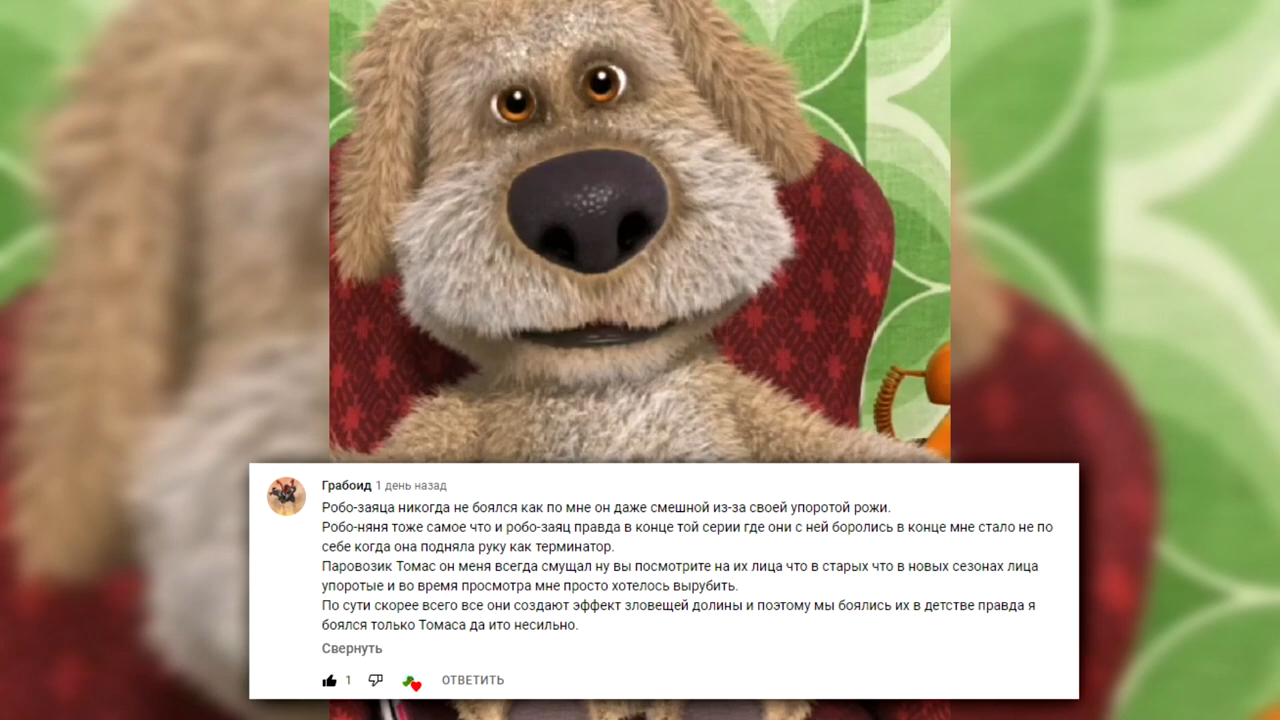 Грабоид 1 день назад
Робо-заяца никогда не боялся как по мне он даже смешной из-за своей упоротой рожи.
Робо-няня тоже самое что и робо-заяц правда в конце той серии где они с ней боролись в конце мне стало не по
себе когда она подняла руку как терминатор.
Паровозик Томас он меня всегда смущал ну вы посмотрите на их лица что в старых что в новых сезонах лица
упоротые и во время просмотра мне просто хотелось вырубить.
По сути скорее всего все они создают эффект зловещей долины и поэтому мы боялись их в детстве правда я
боялся только Томаса да ито несильно.
Свернуть
1 ОТВЕТИТЬ